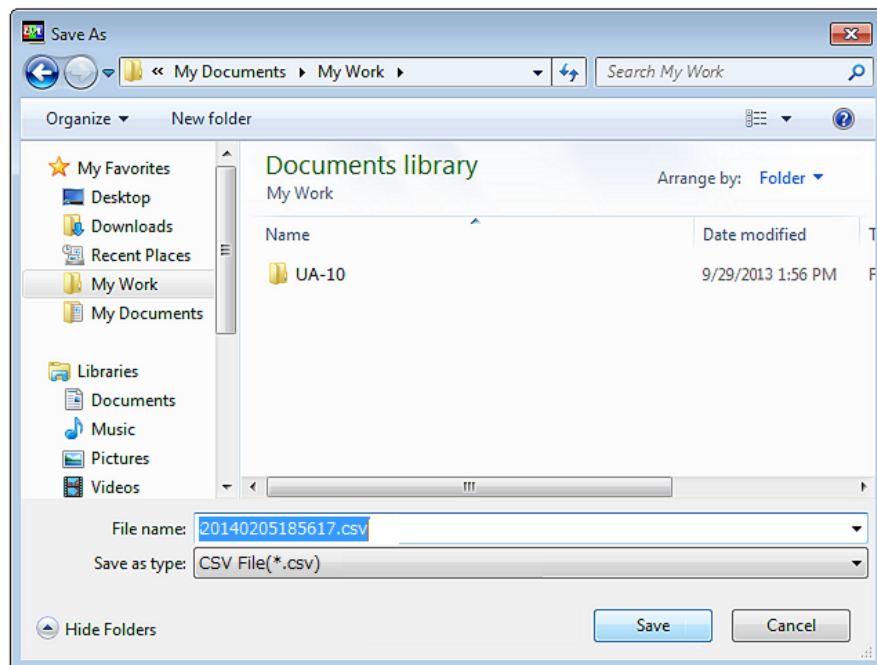 Save As
« My Documents My Work
Search My Work
Organize
New folder
My Favorites
Desktop
Downloads
Recent Places
My Work
My Documents
Libraries
Documents
Music
Pictures
Videos
Documents library
My Work
Arrange by: Folder
Name
Date modified
T
UA-10
9/29/2013 1:56 PM
F
File name: 20140205185617.csv
Save as type: CSV File(*.csv)
Hide Folders
Save
Cancel